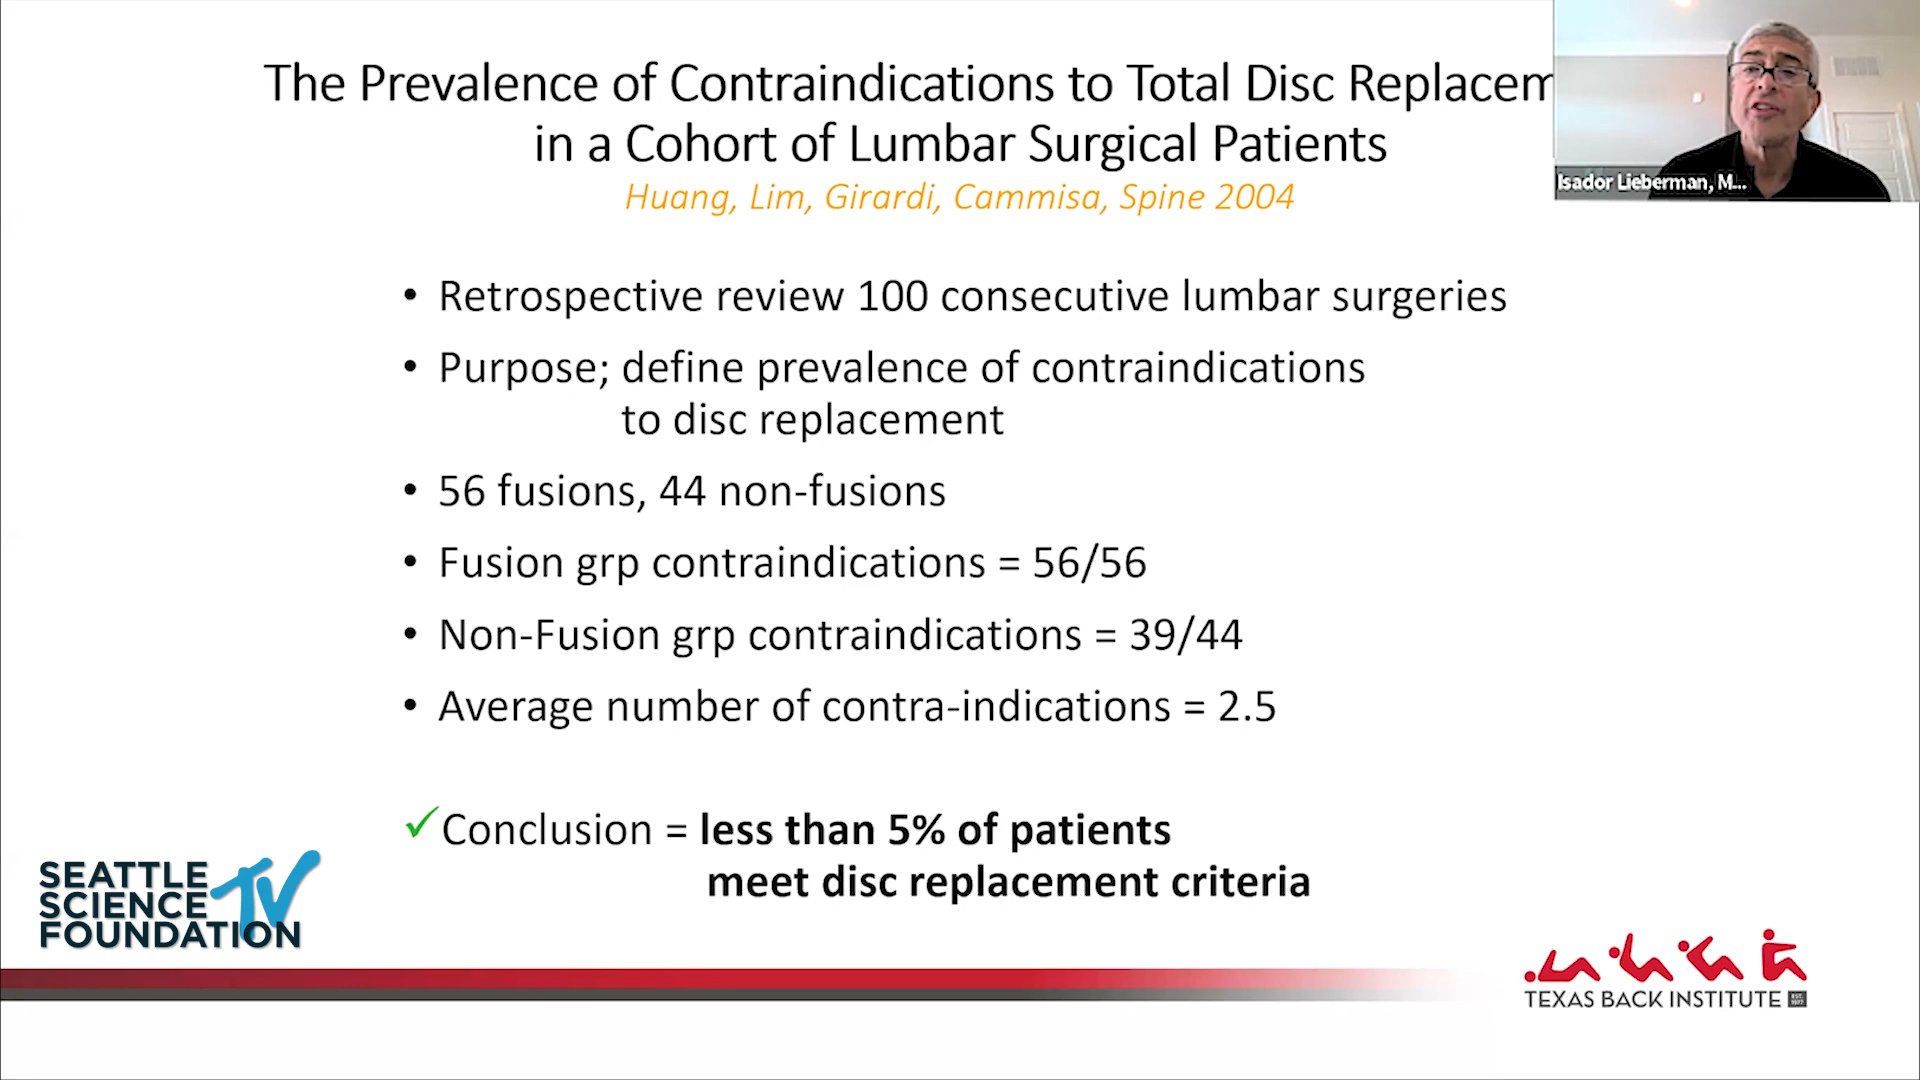 The Prevalence of Contraindications to Total Disc Replacem
in a Cohort of Lumbar Surgical Patients
Huang, Lim, Girardi, Cammisa, Spine 2004
Isador Lieberman, M...
• Retrospective review 100 consecutive lumbar surgeries
• Purpose; define prevalence of contraindications
to disc replacement
• 56 fusions, 44 non-fusions
• Fusion grp contraindications = 56/56
• Non-Fusion grp contraindications = 39/44
• Average number of contra-indications = 2.5
✓Conclusion = less than 5% of patients
meet disc replacement criteria
SEATTLE
SCIENCE TV
FOUNDATION
TEXAS BACK INSTITUTE EST. 1977